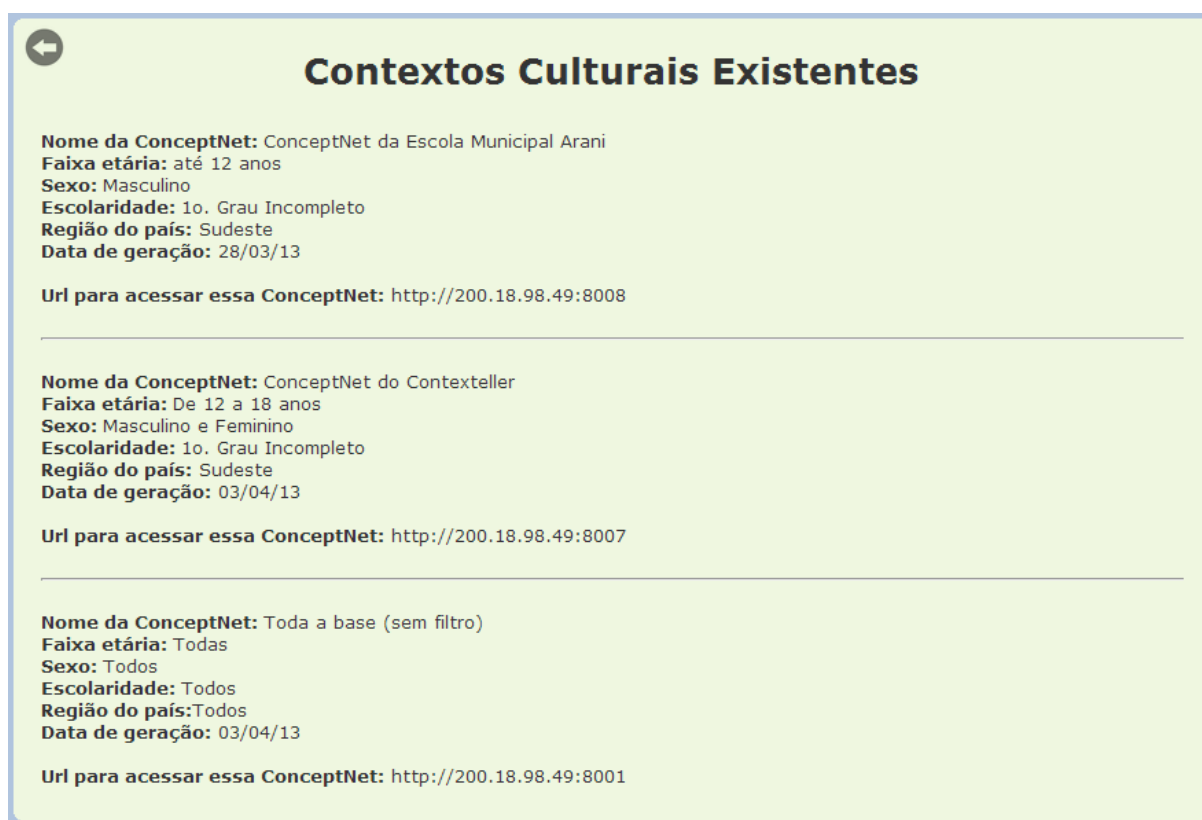 Contextos Culturais Existentes
Nome da ConceptNet: ConceptNet da Escola Municipal Arani
Faixa etária: até 12 anos
Sexo: Masculino
Escolaridade: 1o. Grau Incompleto
Região do país: Sudeste
Data de geração: 28/03/13
Url para acessar essa ConceptNet: http://200.18.98.49:8008
Nome da ConceptNet: ConceptNet do Contexteller
Faixa etária: De 12 a 18 anos
Sexo: Masculino e Feminino
Escolaridade: 1o. Grau Incompleto
Região do país: Sudeste
Data de geração: 03/04/13
Url para acessar essa ConceptNet: http://200.18.98.49:8007
Nome da ConceptNet: Toda a base (sem filtro)
Faixa etária: Todas
Sexo: Todos
Escolaridade: Todos
Região do país:Todos
Data de geração: 03/04/13
Url para acessar essa ConceptNet: http://200.18.98.49:8001